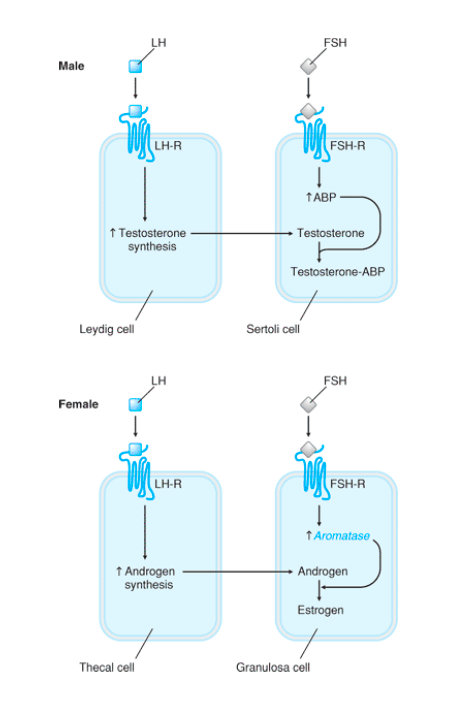 LH
FSH
Male
LH-R
FSH-R
↑ABP
↑ Testosterone
synthesis
Testosterone
Testosterone-ABP
Leydig cell
Sertoli cell
LH
FSH
Female
LH-R
FSH-R
↑ Aromatase
↑ Androgen
synthesis
Androgen
Estrogen
Thecal cell
Granulosa cell